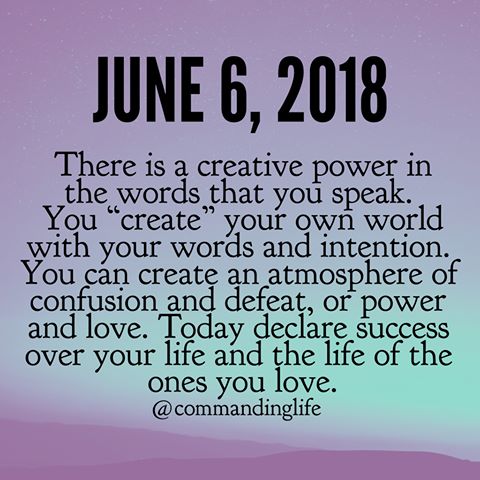 JUNE 6, 2018
There is a creative power in
the words that you speak.
You “create” your own world
with your words and intention.
You can create an atmosphere of
confusion and defeat, or power
and love. Today declare success
over your life and the life of the
ones you love.
@commandinglife